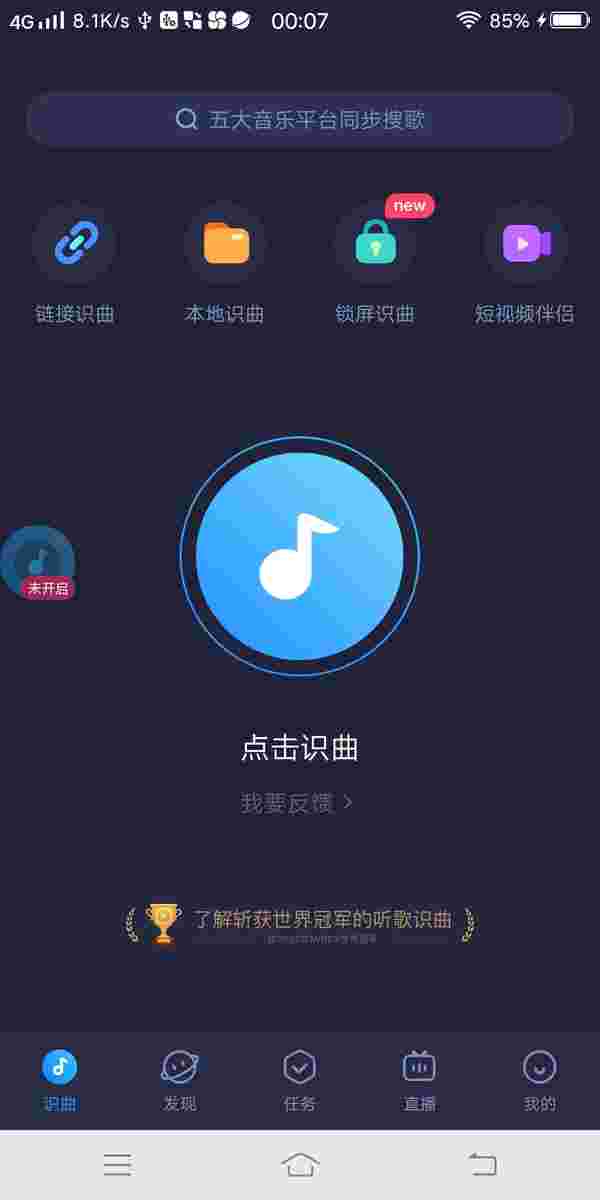 4G 8.1K/s 00:07 85%
五大音乐平台同步搜歌
new
链接识曲 本地识曲 锁屏识曲 短视频伴侣
未开启
点击识曲
我要反馈
了解斩获世界冠军的听歌识曲
识曲 发现 任务 直播 我的